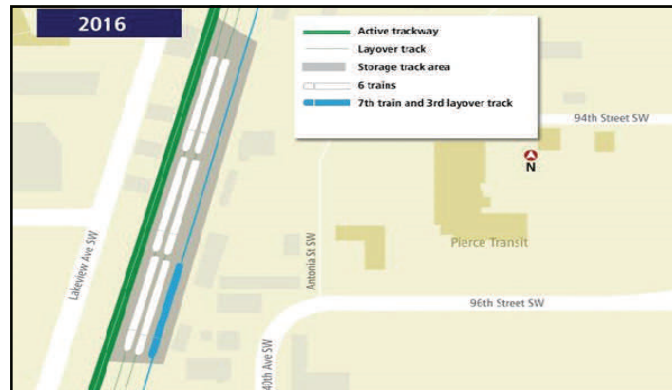 2016
Active trackway
Layover track
Storage track area
6 trains
7th train and 3rd layover track
94th Street SW
N
Pierce Transit
Lakeview Ave SW
Antonia St SW
96th Street SW
40th Ave SW